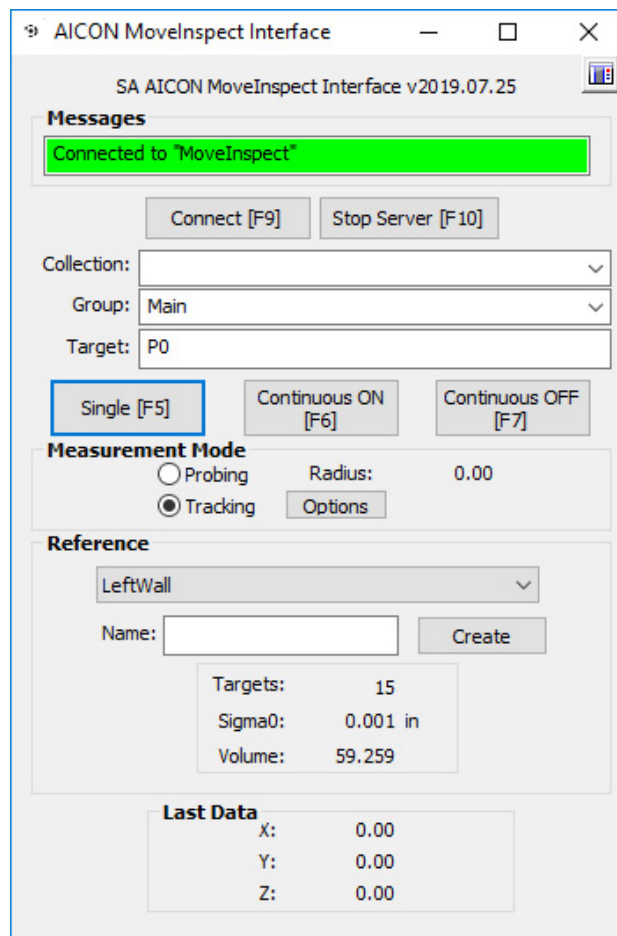 AICON MoveInspect Interface
SA AICON MoveInspect Interface v2019.07.25
Messages
Connected to "MoveInspect"
Connect [F9] Stop Server [F10]
Collection:
Group: Main
Target: P0
Single [F5] Continuous ON [F6] Continuous OFF [F7]
Measurement Mode
Probing Radius: 0.00
Tracking Options
Reference
LeftWall
Name: Create
Targets: 15
Sigma0: 0.001 in
Volume: 59.259
Last Data
X: 0.00
Y: 0.00
Z: 0.00